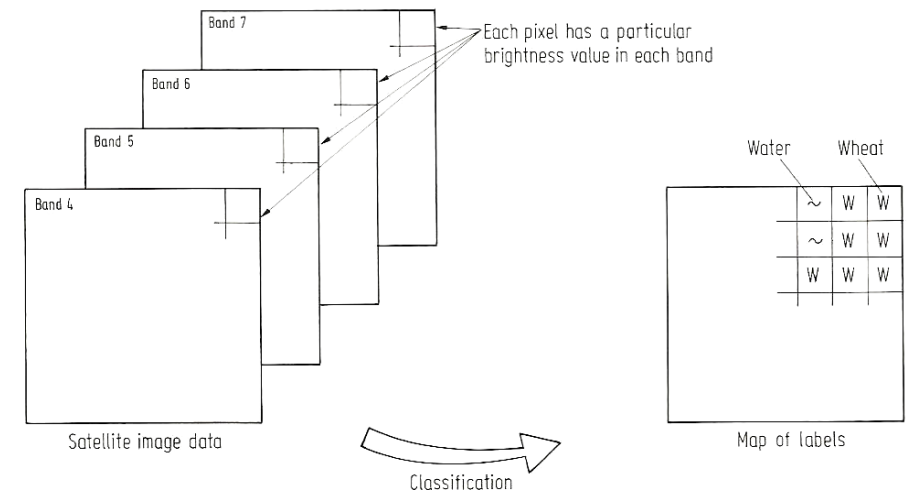 Band 7
Each pixel has a particular
brightness value in each band
Band 6
Band 5
Band 4
Water
Wheat
~ W W
~ W W
W W W
Satellite image data
Classification
Map of labels